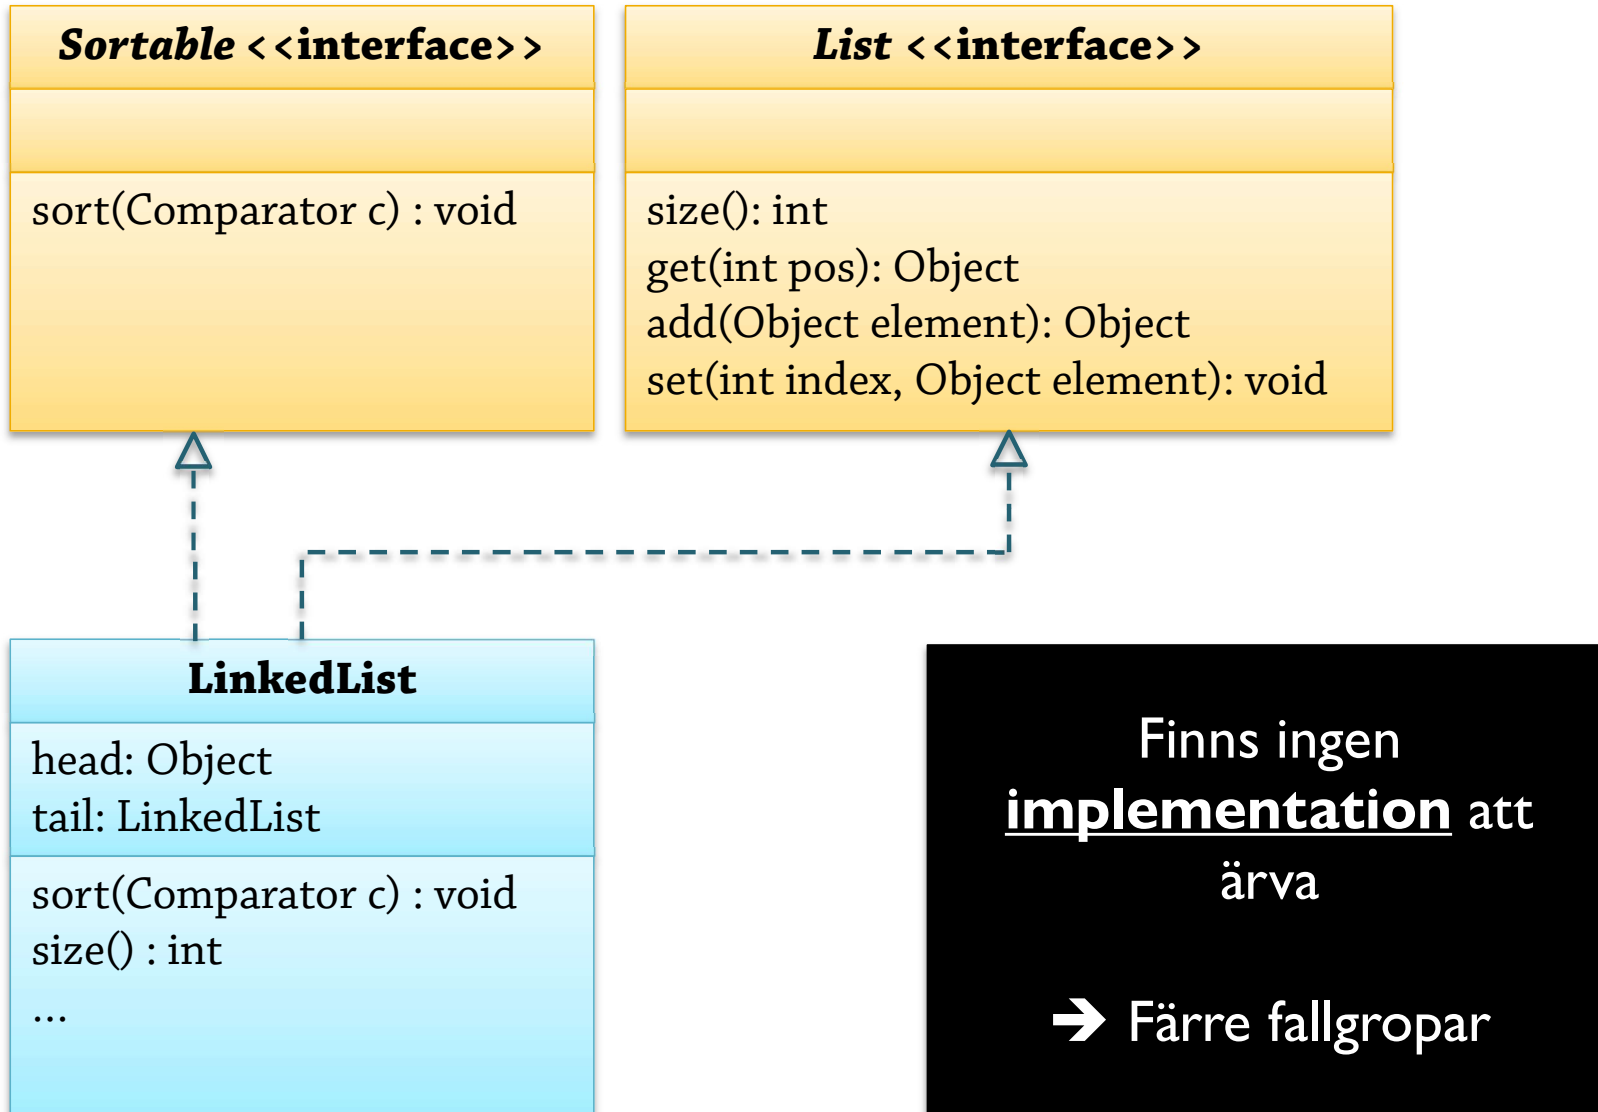 Sortable <<interface>>
sort(Comparator c) : void
List <<interface>>
size(): int
get(int pos): Object
add(Object element): Object
set(int index, Object element): void
LinkedList
head: Object
tail: LinkedList
sort(Comparator c) : void
size() : int
...
Finns ingen
implementation att
ärva
➔ Färre fallgropar